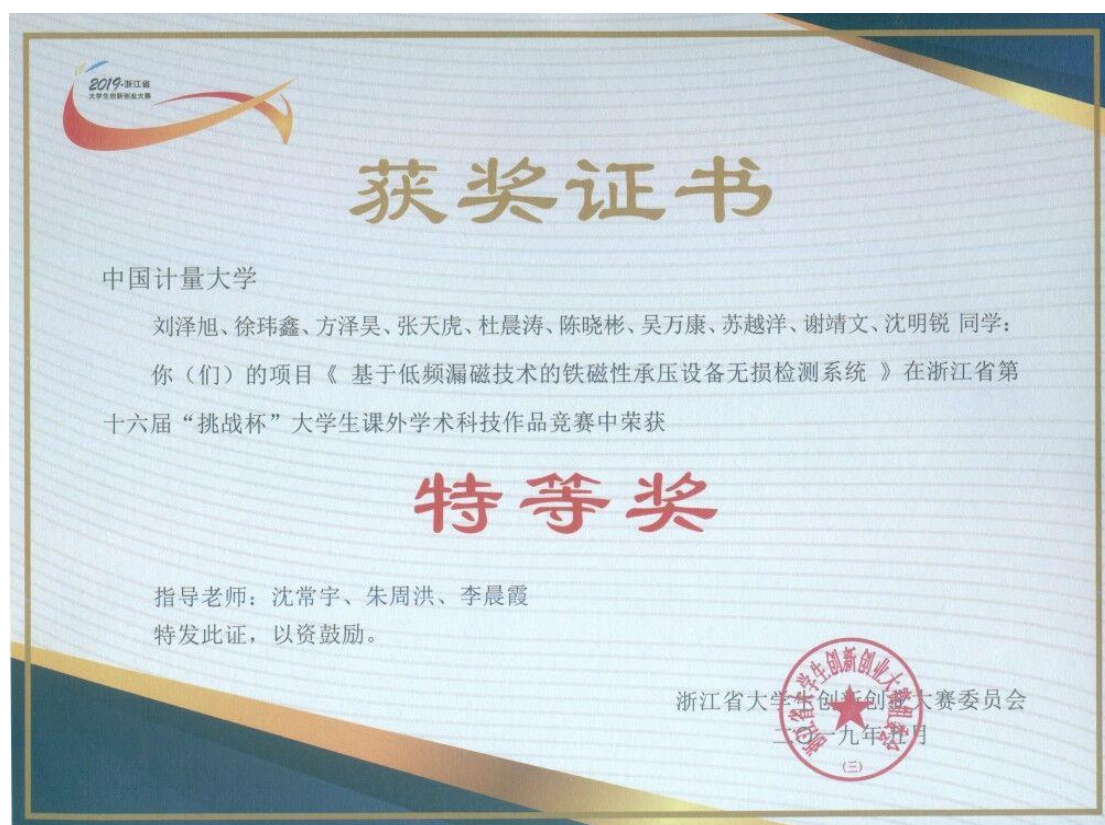 2019·浙江省
大学生创新创业大赛
获奖证书
中国计量大学
刘泽旭、徐玮鑫、方泽昊、张天虎、杜晨涛、陈晓彬、吴万康、苏越洋、谢靖文、沈明锐 同学：
你（们）的项目《 基于低频漏磁技术的铁磁性承压设备无损检测系统 》在浙江省第
十六届“挑战杯”大学生课外学术科技作品竞赛中荣获
特等奖
指导老师：沈常宇、朱周洪、李晨霞
特发此证，以资鼓励。
浙江省大学生创新创业大赛委员会
二〇一九年五月
(三)